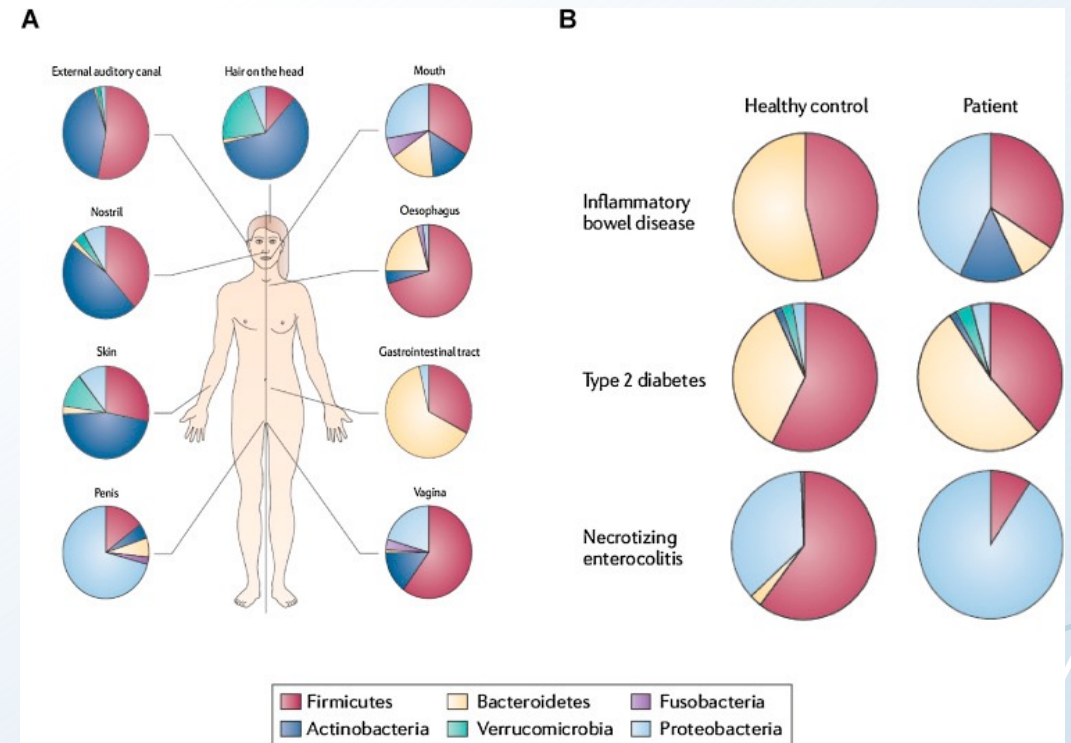 A
B
External auditory canal
Hair on the head
Mouth
Nostril
Oesophagus
Skin
Gastrointestinal tract
Penis
Vagina
Healthy control
Patient
Inflammatory
bowel disease
Type 2 diabetes
Necrotizing
enterocolitis
Firmicutes
Bacteroidetes
Fusobacteria
Actinobacteria
Verrucomicrobia
Proteobacteria